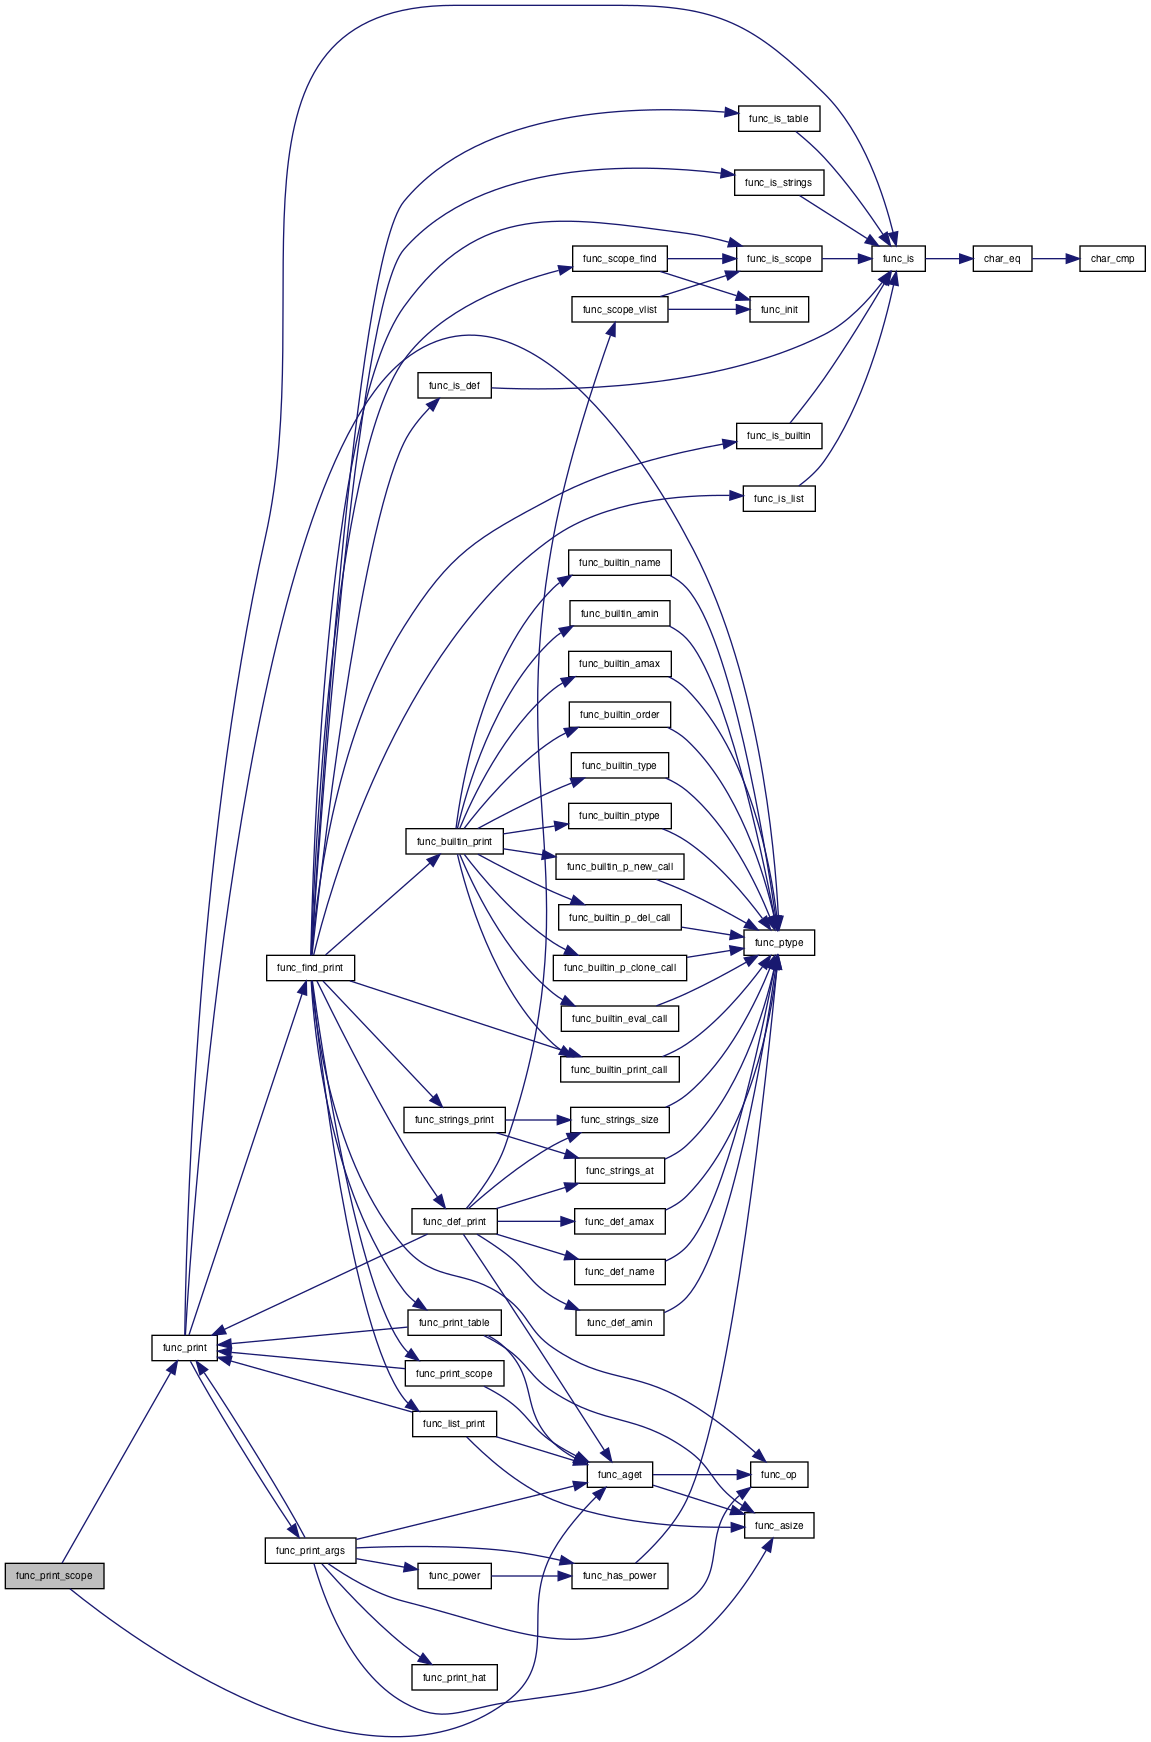 func_is_table
func_is_strings
func_scope_find
func_is_scope
func_is
char_eq
char_cmp
func_scope_vlist
func_init
func_is_def
func_is_builtin
func_is_list
func_builtin_name
func_builtin_amin
func_builtin_amax
func_builtin_order
func_builtin_type
func_builtin_ptype
func_builtin_print
func_builtin_p_new_call
func_builtin_p_del_call
func_ptype
func_find_print
func_builtin_p_clone_call
func_builtin_eval_call
func_builtin_print_call
func_strings_print
func_strings_size
func_strings_at
func_def_print
func_def_amax
func_def_name
func_print_table
func_def_amin
func_print
func_print_scope
func_list_print
func_aget
func_op
func_asize
func_print_args
func_print_scope
func_power
func_has_power
func_print_hat